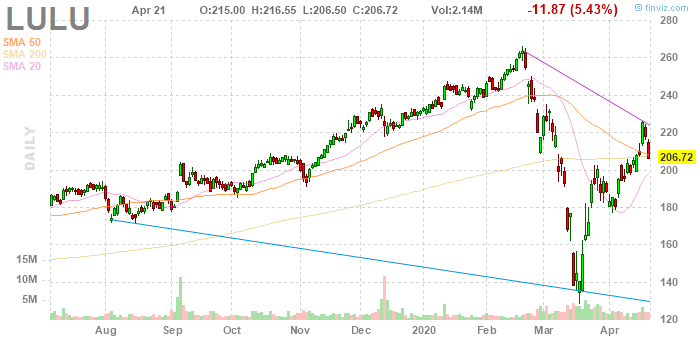 LULU
Apr 21 O:215.00 H:216.55 L:206.50 C:206.72 Vol:2.14M -11.87 (5.43%)
© finviz.com
SMA 50
SMA 200
SMA 20
DAILY
280
260
240
220
206.72
200
180
160
140
120
15M
10M
5M
Aug Sep Oct Nov Dec 2020 Feb Mar Apr